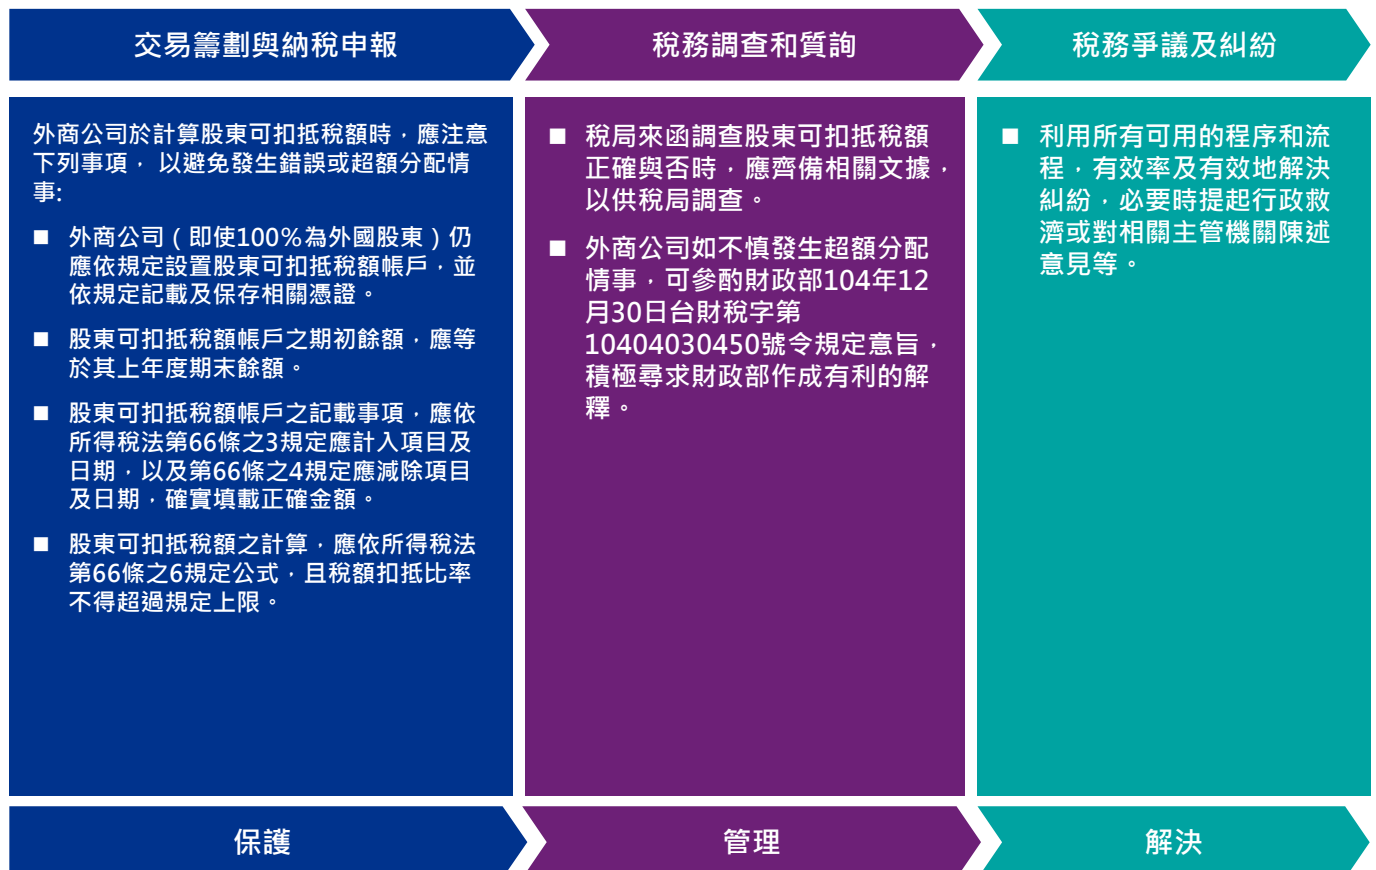 交易籌劃與納稅申報
稅務調查和質詢
稅務爭議及糾紛
外商公司於計算股東可扣抵稅額時，應注意
下列事項， 以避免發生錯誤或超額分配情
事:
■ 外商公司（即使100%為外國股東）仍
應依規定設置股東可扣抵稅額帳戶，並
依規定記載及保存相關憑證。
■ 股東可扣抵稅額帳戶之期初餘額，應等
於其上年度期末餘額。
■ 股東可扣抵稅額帳戶之記載事項，應依
所得稅法第66條之3規定應計入項目及
日期，以及第66條之4規定應減除項目
及日期，確實填載正確金額。
■ 股東可扣抵稅額之計算，應依所得稅法
第66條之6規定公式，且稅額扣抵比率
不得超過規定上限。
■ 稅局來函調查股東可扣抵稅額
正確與否時，應齊備相關文據，
以供稅局調查。
■ 外商公司如不慎發生超額分配
情事，可參酌財政部104年12
月30日台財稅字第
10404030450號令規定意旨，
積極尋求財政部作成有利的解
釋。
■ 利用所有可用的程序和流
程，有效率及有效地解決
糾紛，必要時提起行政救
濟或對相關主管機關陳述
意見等。
保護
管理
解決